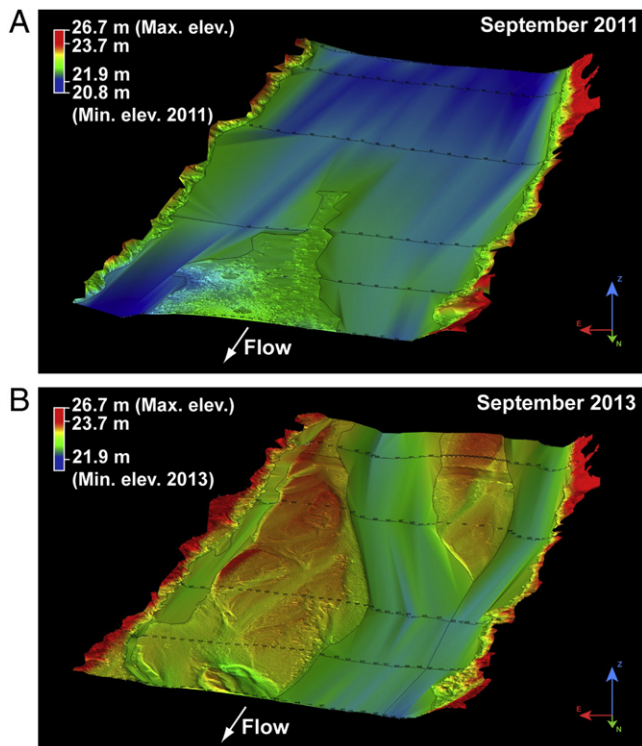 A
26.7 m (Max. elev.)
23.7 m
21.9 m
20.8 m
(Min. elev. 2011)
September 2011
Flow
Z
E
N
B
26.7 m (Max. elev.)
23.7 m
21.9 m
(Min. elev. 2013)
September 2013
Flow
Z
E
N